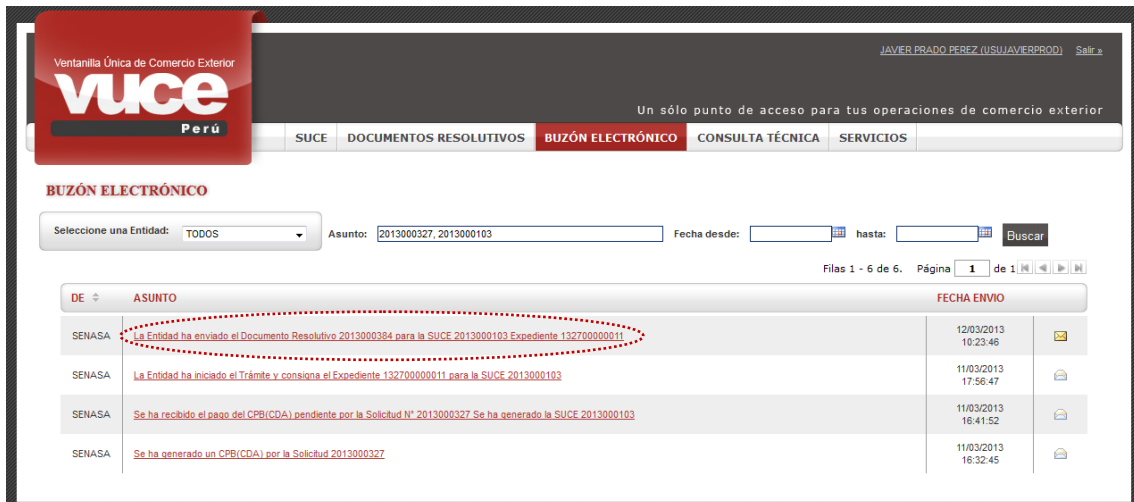 JAVIER PRADO PEREZ (USUJAVIERPROD) Salir »
Ventanilla Única de Comercio Exterior
vuce
Perú
Un sólo punto de acceso para tus operaciones de comercio exterior
SUCE DOCUMENTOS RESOLUTIVOS BUZÓN ELECTRÓNICO CONSULTA TÉCNICA SERVICIOS
BUZÓN ELECTRÓNICO
Seleccione una Entidad: TODOS Asunto: 2013000327, 2013000103 Fecha desde: hasta: Buscar
Filas 1 - 6 de 6. Página 1 de 1
DE ASUNTO FECHA ENVIO
SENASA La Entidad ha enviado el Documento Resolutivo 2013000384 para la SUCE 2013000103 Expediente 132700000011 12/03/2013
10:23:46
SENASA La Entidad ha iniciado el Trámite y consigna el Expediente 132700000011 para la SUCE 2013000103 11/03/2013
17:56:47
SENASA Se ha recibido el pago del CPB(CDA) pendiente por la Solicitud N° 2013000327 Se ha generado la SUCE 2013000103 11/03/2013
16:41:52
SENASA Se ha generado un CPB(CDA) por la Solicitud 2013000327 11/03/2013
16:32:45